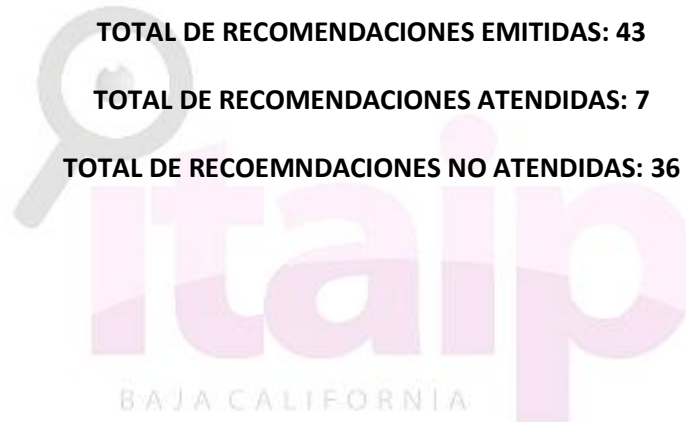 TOTAL DE RECOMENDACIONES EMITIDAS: 43
TOTAL DE RECOMENDACIONES ATENDIDAS: 7
TOTAL DE RECOEMNDACIONES NO ATENDIDAS: 36
itaip
BAJA CALIFORNIA